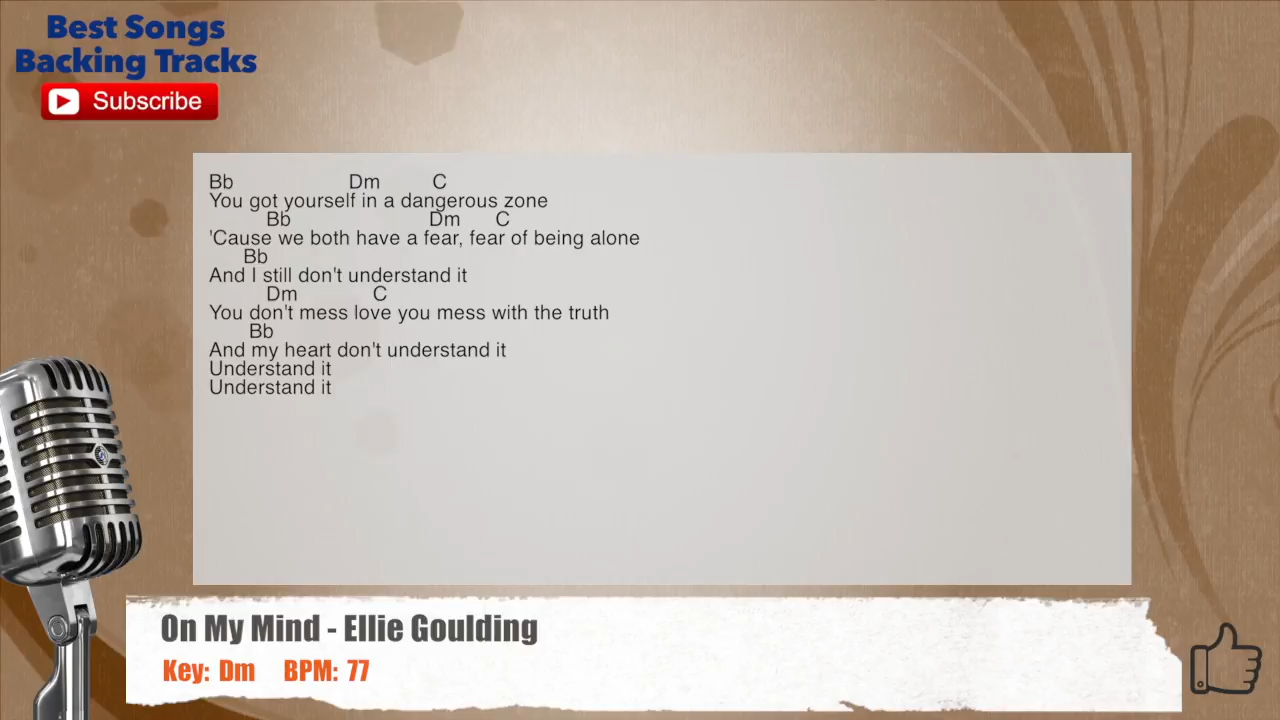 Best Songs
Backing Tracks
Subscribe
Bb Dm C
You got yourself in a dangerous zone
Bb Dm C
'Cause we both have a fear, fear of being alone
Bb
And I still don't understand it
Dm C
You don't mess love you mess with the truth
Bb
And my heart don't understand it
Understand it
Understand it
On My Mind - Ellie Goulding
Key: Dm BPM: 77